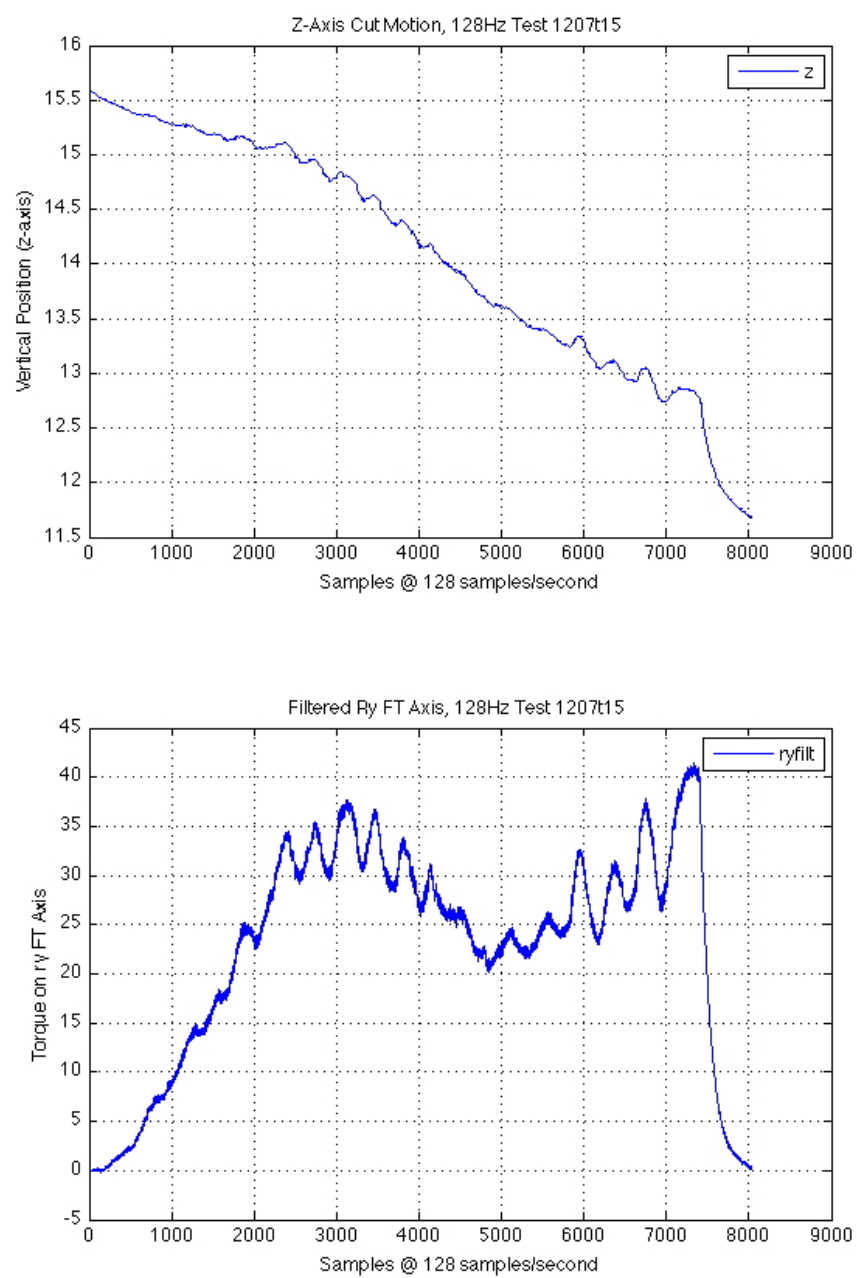 Z-Axis Cut Motion, 128Hz Test 1207t15
z
Vertical Position (z-axis)
16
15.5
15
14.5
14
13.5
13
12.5
12
11.5
0 1000 2000 3000 4000 5000 6000 7000 8000 9000
Samples @ 128 samples/second
Filtered Ry FT Axis, 128Hz Test 1207t15
ryfilt
Torque on ry FT Axis
45
40
35
30
25
20
15
10
5
0
-5
0 1000 2000 3000 4000 5000 6000 7000 8000 9000
Samples @ 128 samples/second